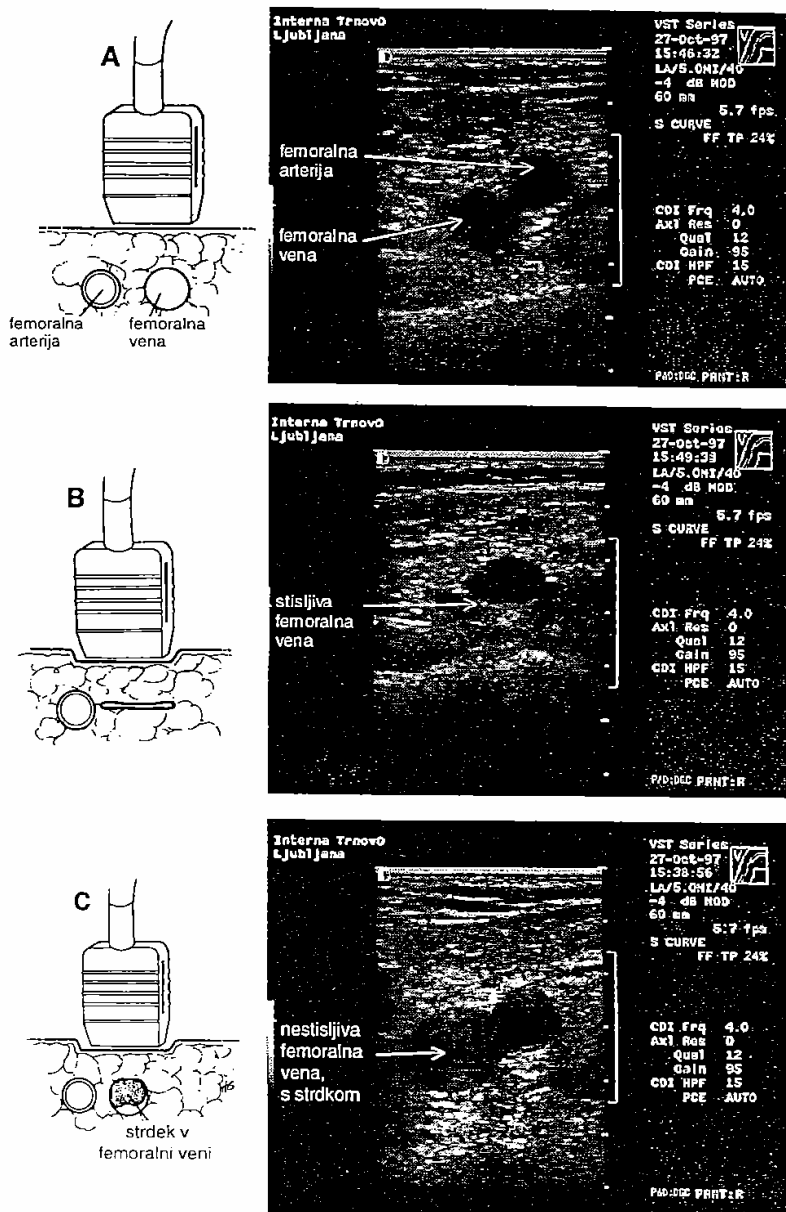 A
femoralna
arterija
femoralna
vena
Interna Trnovo
Ljubljana
VST Series
27-Oct-97
15:46:32
LA/5.0MI/40
-4 dB MOD
60 mm
5.7 fps
S CURVE
FF TP 24%
femoralna
arterija
femoralna
vena
CDI Frq 4.0
Axl Res 0
Qual 12
Gain 95
CDI HPF 15
PCE AUTO
PAD:DGC PRNT:R
B
Interna Trnovo
Ljubljana
VST Series
27-Oct-97
15:49:33
LA/5.0MI/40
-4 dB MOD
60 mm
5.7 fps
S CURVE
FF TP 24%
stisljiva
femoralna
vena
CDI Frq 4.0
Axl Res 0
Qual 12
Gain 95
CDI HPF 15
PCE AUTO
PAD:DGC PRNT:R
C
strdek v
femoralni veni
Interna Trnovo
Ljubljana
VST Series
27-Oct-97
15:38:56
LA/5.0MI/40
-4 dB MOD
60 mm
5.7 fps
S CURVE
FF TP 24%
nestisljiva
femoralna
vena,
s strdkom
CDI Frq 4.0
Axl Res 0
Qual 12
Gain 95
CDI HPF 15
PCE AUTO
PAD:DGC PRNT:R